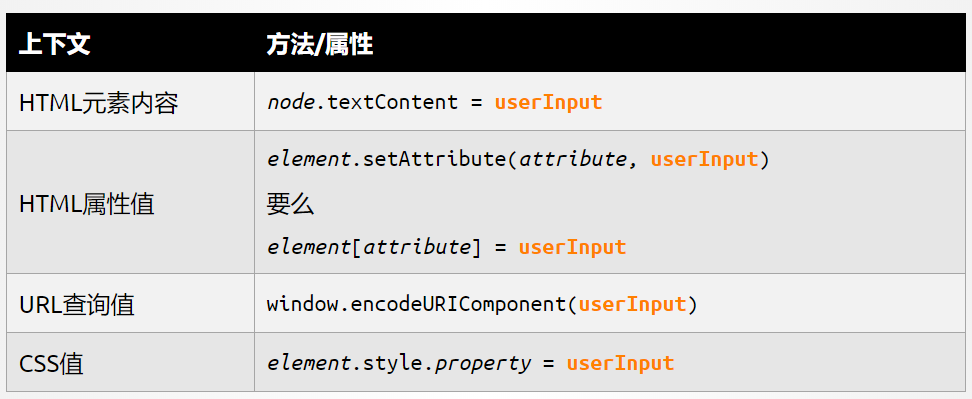 上下文 方法/属性
HTML元素内容 node.textContent = userInput
element.setAttribute(attribute, userInput)
HTML属性值 要么
element[attribute] = userInput
URL查询值 window.encodeURIComponent(userInput)
CSS值 element.style.property = userInput